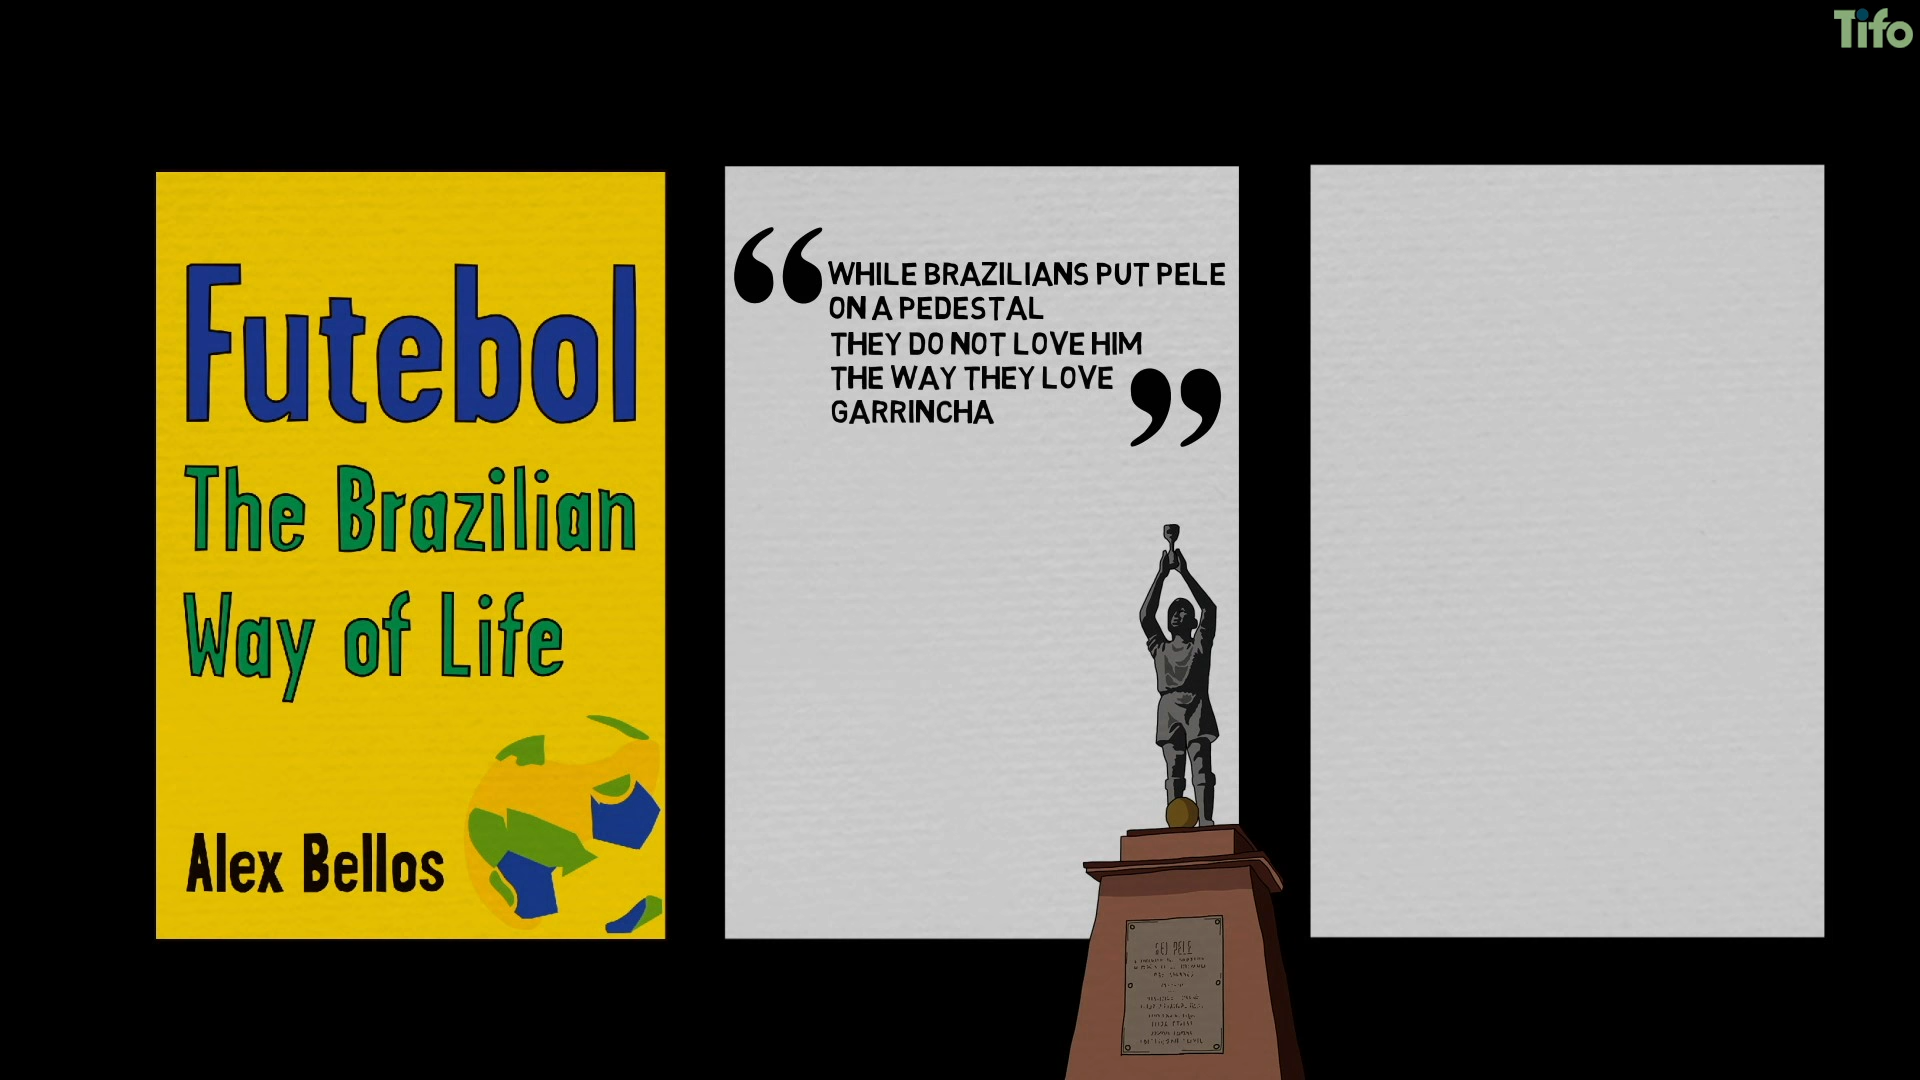 Tifo
Futebol
The Brazilian
Way of Life
Alex Bellos
“WHILE BRAZILIANS PUT PELE
ON A PEDESTAL
THEY DO NOT LOVE HIM
THE WAY THEY LOVE
GARRINCHA”
PELE